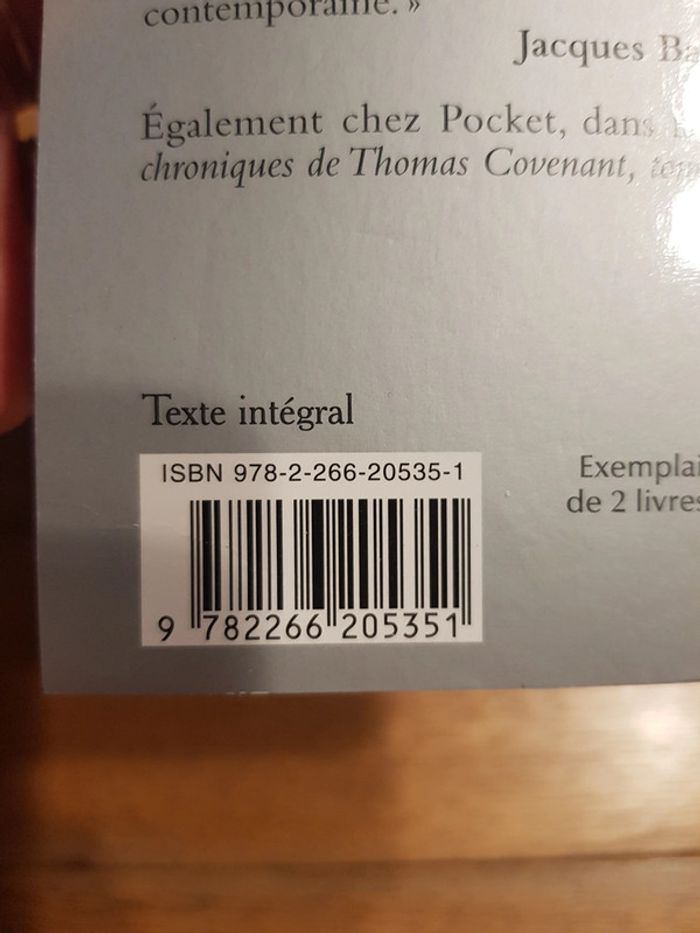 contemporaine. »
Jacques
Également chez Pocket, dans
chroniques de Thomas Covenant,
Texte intégral
ISBN 978-2-266-20535-1
Exemplai
de 2 livres
9 782266 205351